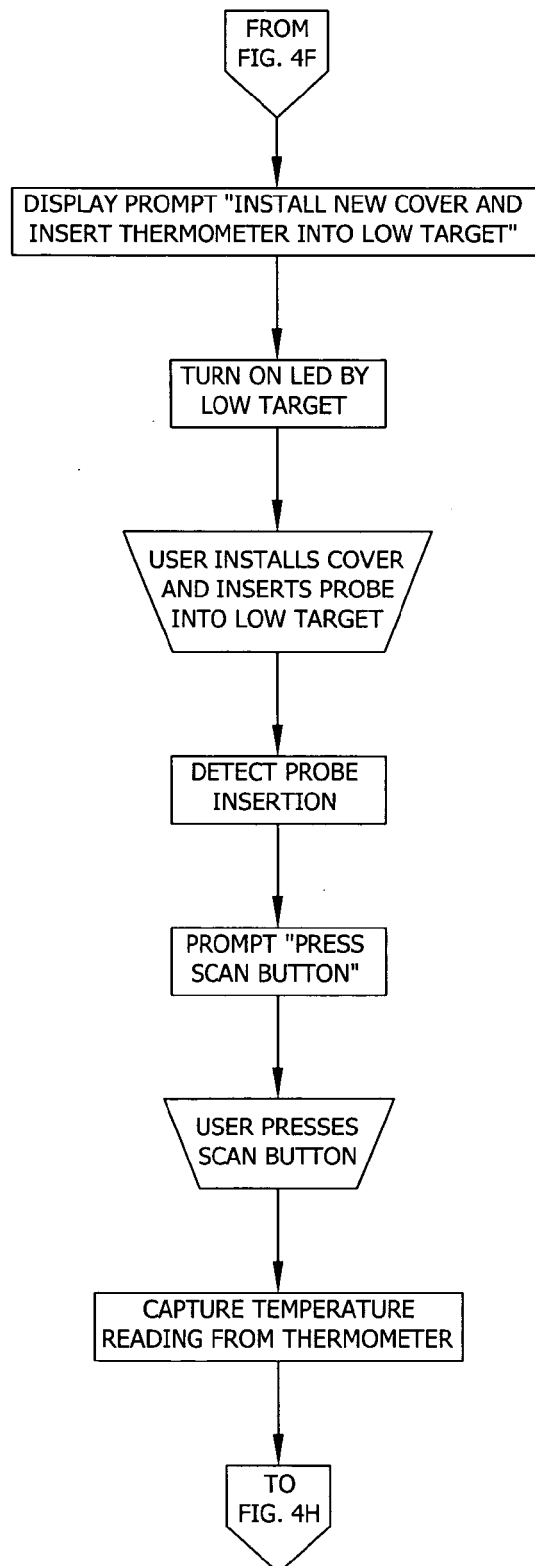 FROM
FIG. 4F
DISPLAY PROMPT "INSTALL NEW COVER AND
INSERT THERMOMETER INTO LOW TARGET"
TURN ON LED BY
LOW TARGET
USER INSTALLS COVER
AND INSERTS PROBE
INTO LOW TARGET
DETECT PROBE
INSERTION
PROMPT "PRESS
SCAN BUTTON"
USER PRESSES
SCAN BUTTON
CAPTURE TEMPERATURE
READING FROM THERMOMETER
TO
FIG. 4H